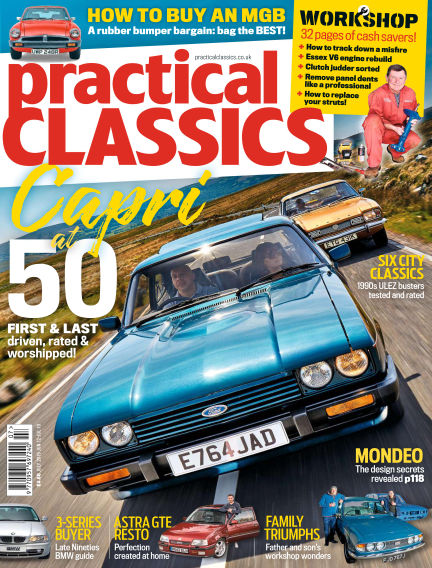 HOW TO BUY AN MGB
A rubber bumper bargain: bag the BEST!
practicalclassics.co.uk
WORKSHOP
32 pages of cash savers!
+ How to track down a misfire
+ Essex V6 engine rebuild
+ Clutch judder sorted
+ Remove panel dents
like a professional
+ How to replace
your struts!
practical
CLASSICS
Capri
at
50
FIRST & LAST
driven, rated &
worshipped!
SIX CITY
CLASSICS
1990s ULEZ busters
tested and rated
Ford
E764JAD
MONDEO
The design secrets
revealed p118
3-SERIES
BUYER
Late Nineties
BMW guide
ASTRA GTE
RESTO
Perfection
created at home
FAMILY
TRIUMPHS
Father and son's
workshop wonders